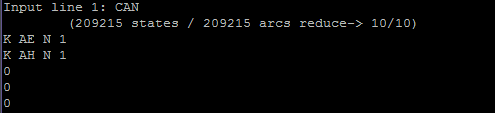 Input line 1: CAN
(209215 states / 209215 arcs reduce-> 10/10)
K AE N 1
K AH N 1
0
0
0